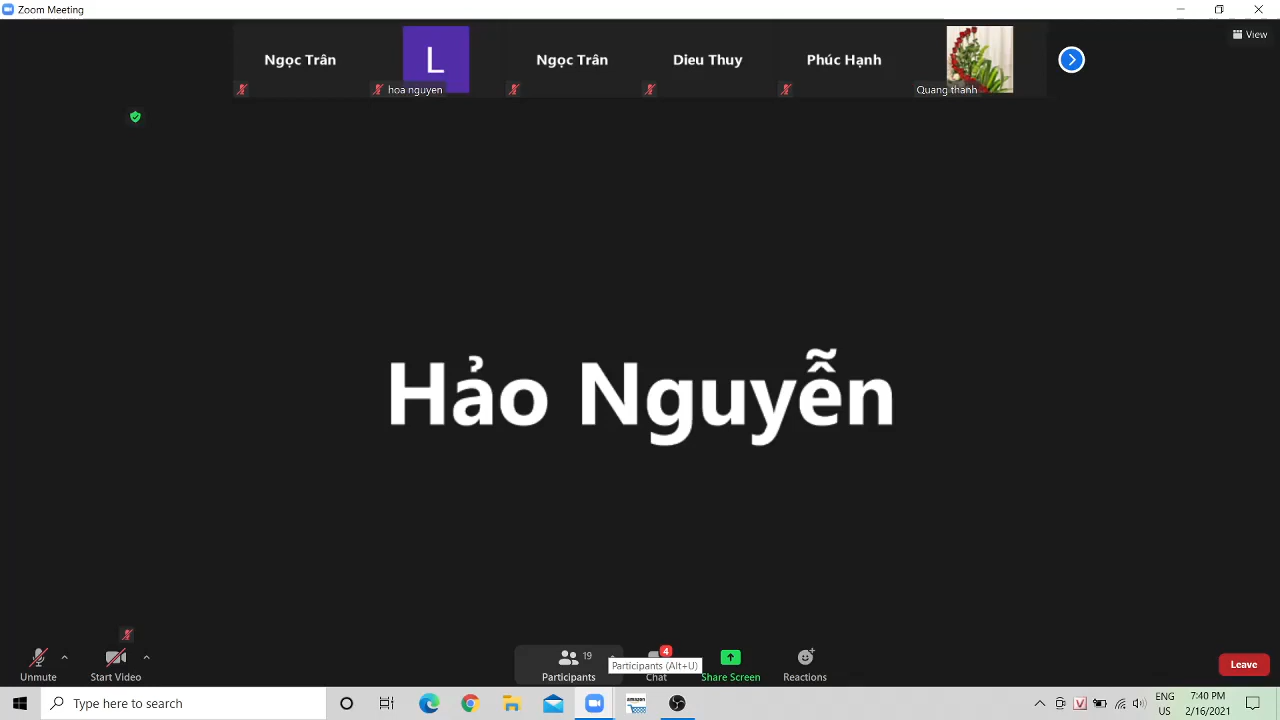 Zoom Meeting
View
Ngọc Trân
L
hoa nguyen
Ngọc Trân
Dieu Thuy
Phúc Hạnh
Quang thanh
Hảo Nguyễn
Unmute
Start Video
19
Participants
Participants (Alt+U)
4
Chat
Share Screen
Reactions
Leave
Type here to search
amazon
V
ENG
US
7:40 PM
2/16/2021